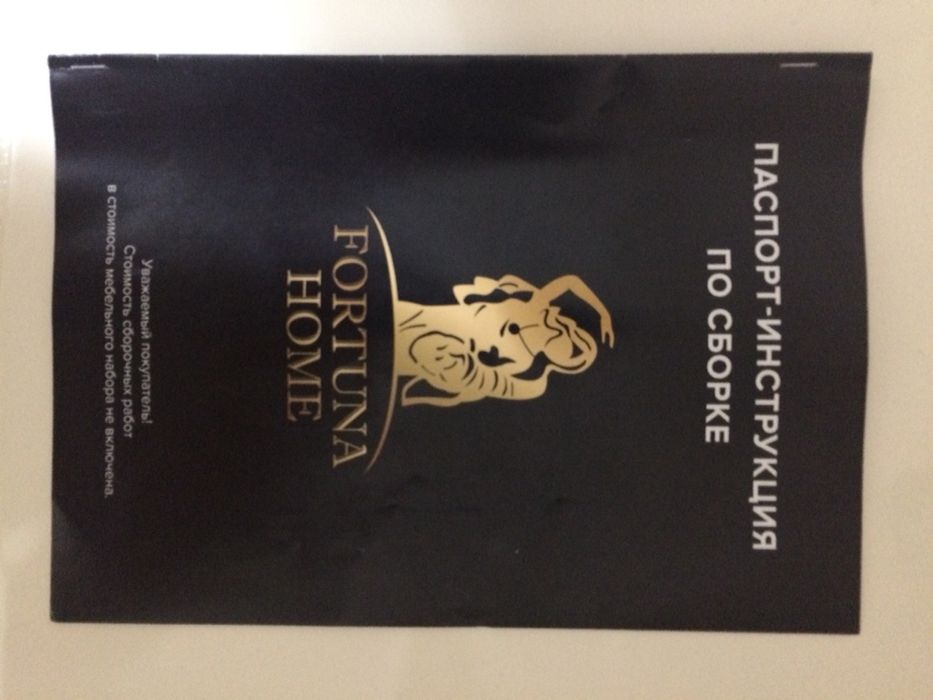 ПАСПОРТ-ИНСТРУКЦИЯ
ПО СБОРКЕ
FORTUNA
HOME
Уважаемый покупатель!
Стоимость сборочных работ
в стоимость мебельного набора не включена.